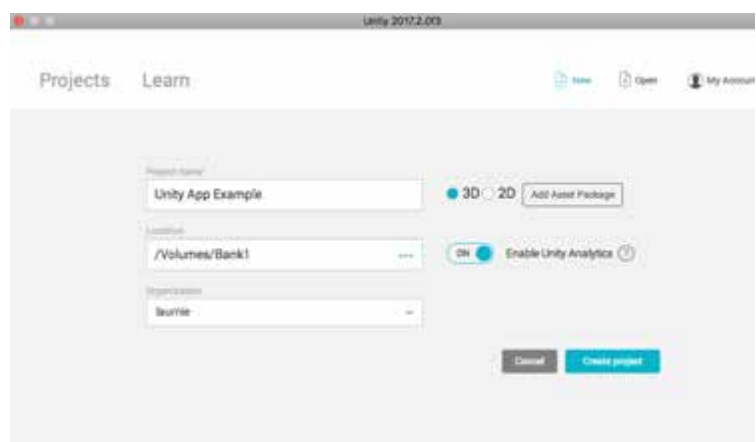 Unity 2017.2.0f3
Projects Learn New Open My Accoun
Project name
Unity App Example
3D 2D Add Asset Package
Location
/Volumes/Bank1 ...
ON Enable Unity Analytics ?
Organization
laurnie
Cancel Create project